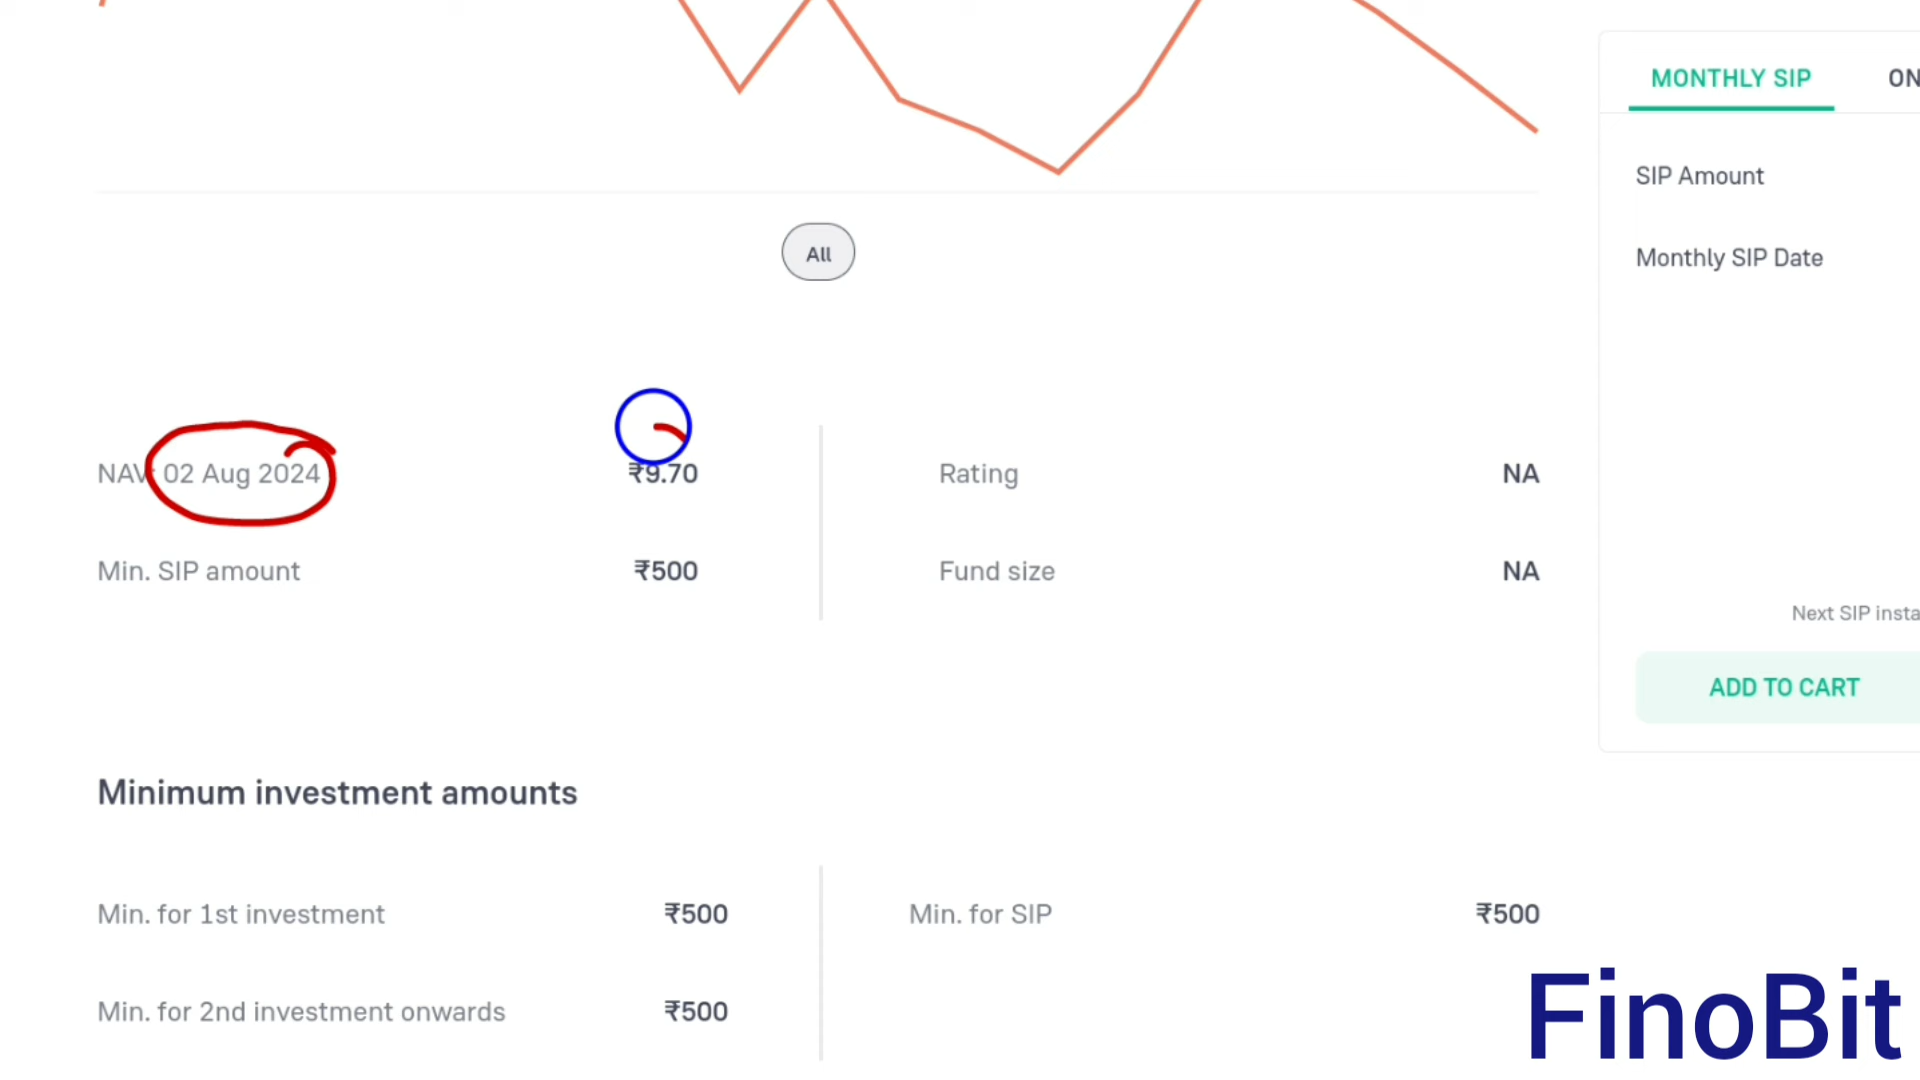 MONTHLY SIP
ON
SIP Amount
Monthly SIP Date
All
NAV: 02 Aug 2024 ₹9.70
Rating NA
Min. SIP amount ₹500
Fund size NA
Next SIP insta
ADD TO CART
Minimum investment amounts
Min. for 1st investment ₹500
Min. for SIP ₹500
Min. for 2nd investment onwards ₹500
FinoBit